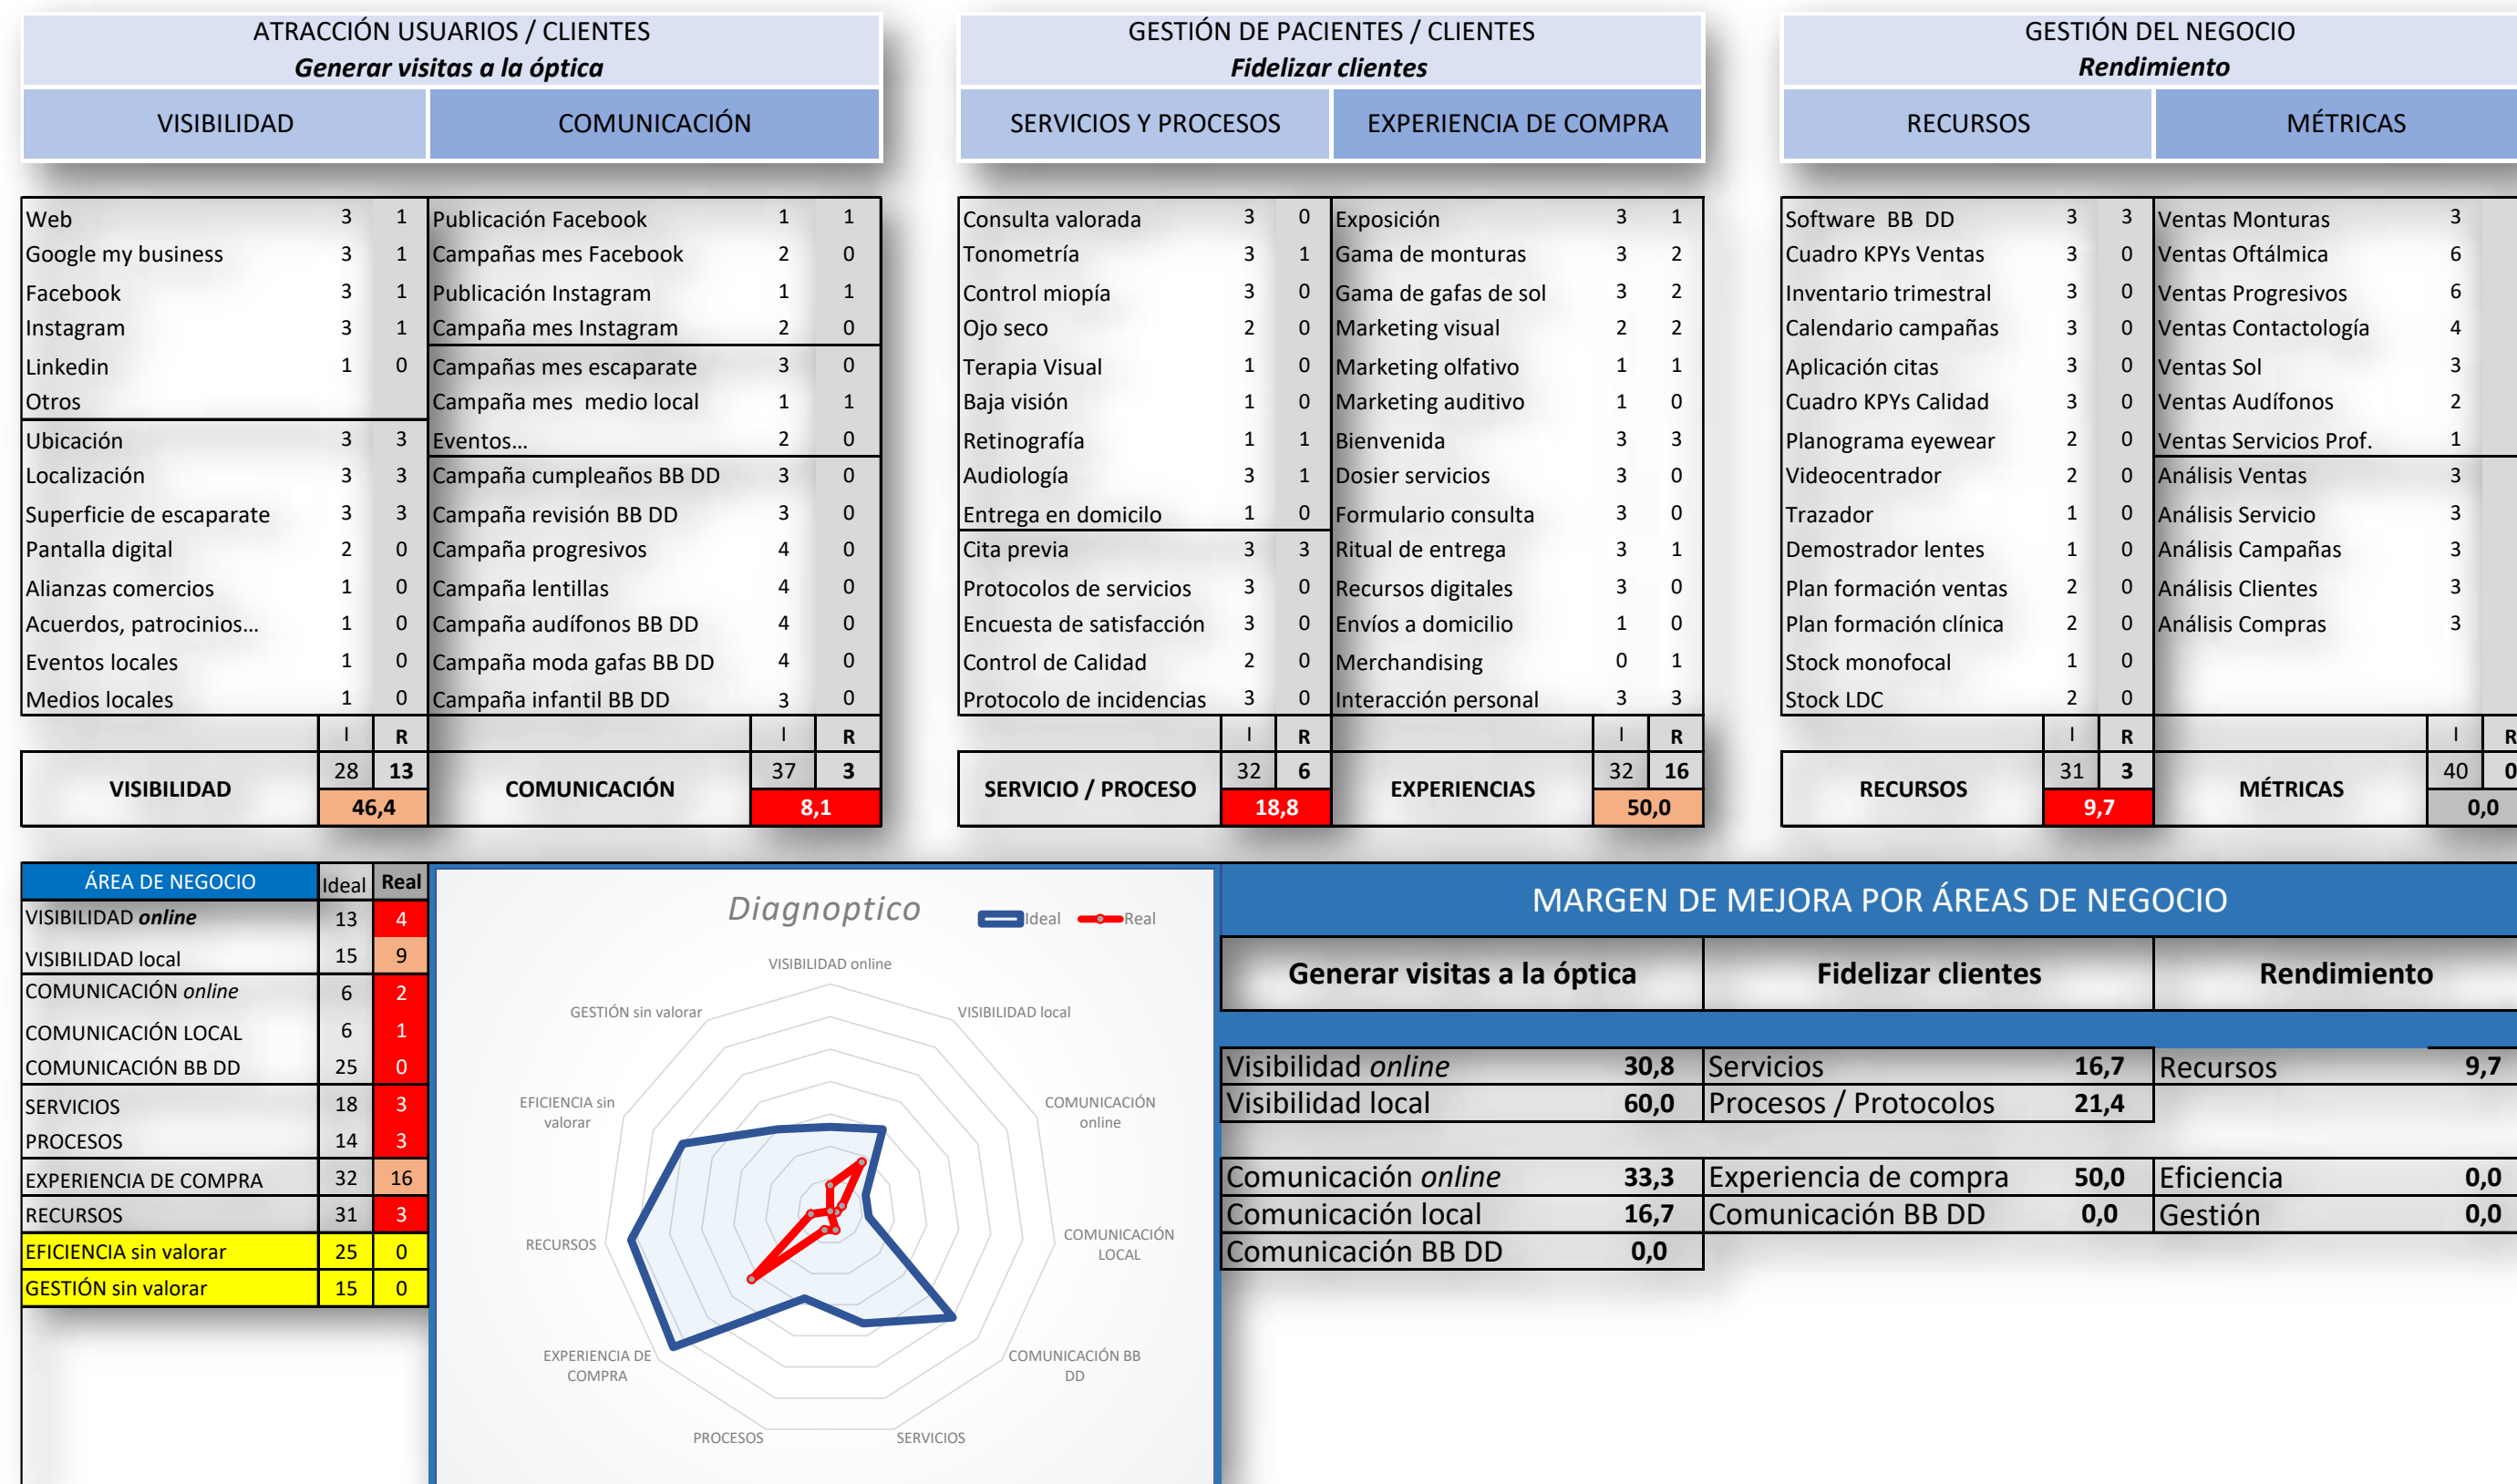 ATRACCIÓN USUARIOS / CLIENTES
Generar visitas a la óptica
VISIBILIDAD COMUNICACIÓN
GESTIÓN DE PACIENTES / CLIENTES
Fidelizar clientes
SERVICIOS Y PROCESOS EXPERIENCIA DE COMPRA
GESTIÓN DEL NEGOCIO
Rendimiento
RECURSOS MÉTRICAS
Web 3 1 Publicación Facebook 1 1
Google my business 3 1 Campañas mes Facebook 2 0
Facebook 3 1 Publicación Instagram 1 1
Instagram 3 1 Campaña mes Instagram 2 0
Linkedin 1 0 Campañas mes escaparate 3 0
Otros Campaña mes medio local 1 1
Ubicación 3 3 Eventos... 2 0
Localización 3 3 Campaña cumpleaños BB DD 3 0
Superficie de escaparate 3 3 Campaña revisión BB DD 3 0
Pantalla digital 2 0 Campaña progresivos 4 0
Alianzas comercios 1 0 Campaña lentillas 4 0
Acuerdos, patrocinios... 1 0 Campaña audífonos BB DD 4 0
Eventos locales 1 0 Campaña moda gafas BB DD 4 0
Medios locales 1 0 Campaña infantil BB DD 3 0
I R I R
VISIBILIDAD 28 13 COMUNICACIÓN 37 3
46,4 8,1
Consulta valorada 3 0 Exposición 3 1
Tonometría 3 1 Gama de monturas 3 2
Control miopía 3 0 Gama de gafas de sol 3 2
Ojo seco 2 0 Marketing visual 2 2
Terapia Visual 1 0 Marketing olfativo 1 1
Baja visión 1 0 Marketing auditivo 1 0
Retinografía 1 1 Bienvenida 3 3
Audiología 3 1 Dosier servicios 3 0
Entrega en domicilo 1 0 Formulario consulta 3 0
Cita previa 3 3 Ritual de entrega 3 1
Protocolos de servicios 3 0 Recursos digitales 3 0
Encuesta de satisfacción 3 0 Envíos a domicilio 1 0
Control de Calidad 2 0 Merchandising 0 1
Protocolo de incidencias 3 0 Interacción personal 3 3
I R I R
SERVICIO / PROCESO 32 6 EXPERIENCIAS 32 16
18,8 50,0
Software BB DD 3 3 Ventas Monturas 3
Cuadro KPYs Ventas 3 0 Ventas Oftálmica 6
Inventario trimestral 3 0 Ventas Progresivos 6
Calendario campañas 3 0 Ventas Contactología 4
Aplicación citas 3 0 Ventas Sol 3
Cuadro KPYs Calidad 3 0 Ventas Audífonos 2
Planograma eyewear 2 0 Ventas Servicios Prof. 1
Videocentrador 2 0 Análisis Ventas 3
Trazador 1 0 Análisis Servicio 3
Demostrador lentes 1 0 Análisis Campañas 3
Plan formación ventas 2 0 Análisis Clientes 3
Plan formación clínica 2 0 Análisis Compras 3
Stock monofocal 1 0
Stock LDC 2 0
I R I R
RECURSOS 31 3 MÉTRICAS 40 0
9,7 0,0
ÁREA DE NEGOCIO Ideal Real
VISIBILIDAD online 13 4
VISIBILIDAD local 15 9
COMUNICACIÓN online 6 2
COMUNICACIÓN LOCAL 6 1
COMUNICACIÓN BB DD 25 0
SERVICIOS 18 3
PROCESOS 14 3
EXPERIENCIA DE COMPRA 32 16
RECURSOS 31 3
EFICIENCIA sin valorar 25 0
GESTIÓN sin valorar 15 0
Diagnoptico
Ideal Real
VISIBILIDAD online
VISIBILIDAD local
COMUNICACIÓN
online
COMUNICACIÓN
LOCAL
COMUNICACIÓN BB
DD
SERVICIOS
PROCESOS
EXPERIENCIA DE
COMPRA
RECURSOS
EFICIENCIA sin
valorar
GESTIÓN sin valorar
MARGEN DE MEJORA POR ÁREAS DE NEGOCIO
Generar visitas a la óptica Fidelizar clientes Rendimiento
Visibilidad online 30,8 Servicios 16,7 Recursos 9,7
Visibilidad local 60,0 Procesos / Protocolos 21,4
Comunicación online 33,3 Experiencia de compra 50,0 Eficiencia 0,0
Comunicación local 16,7 Comunicación BB DD 0,0 Gestión 0,0
Comunicación BB DD 0,0